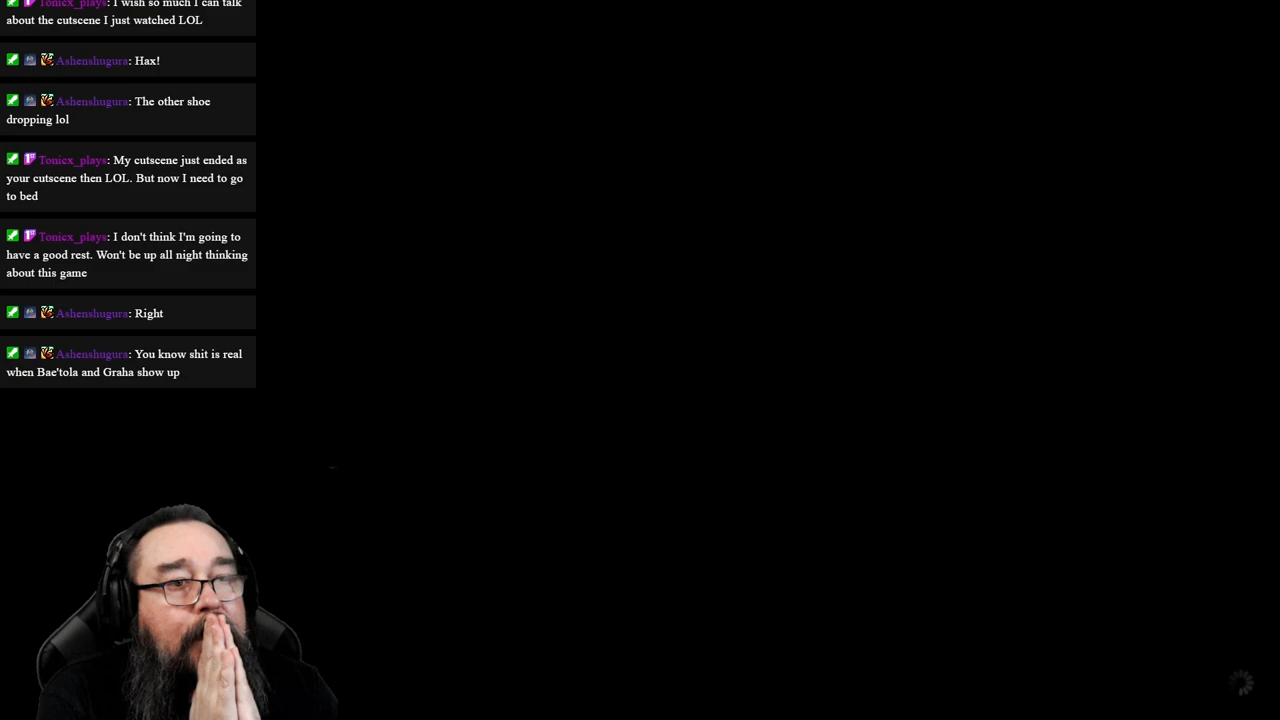 Tonicx_plays: I wish so much I can talk
about the cutscene I just watched LOL
Ashenshugura: Hax!
Ashenshugura: The other shoe
dropping lol
Tonicx_plays: My cutscene just ended as
your cutscene then LOL. But now I need to go
to bed
Tonicx_plays: I don't think I'm going to
have a good rest. Won't be up all night thinking
about this game
Ashenshugura: Right
Ashenshugura: You know shit is real
when Bae'tola and Graha show up